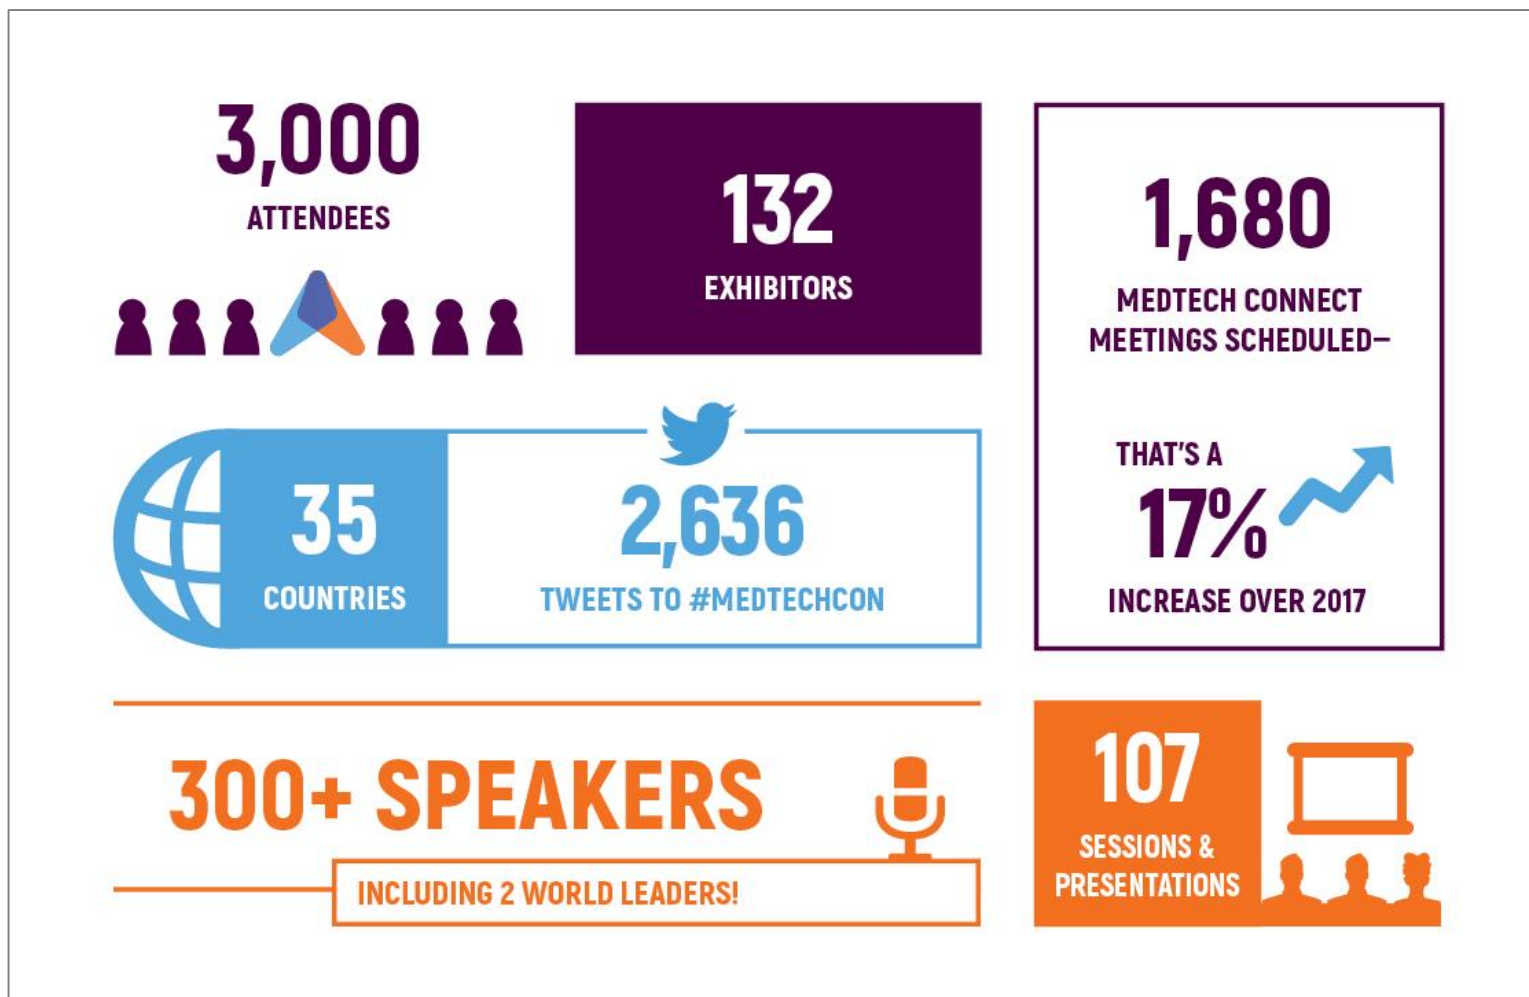 3,000
ATTENDEES
132
EXHIBITORS
1,680
MEDTECH CONNECT
MEETINGS SCHEDULED–
THAT'S A
17%
INCREASE OVER 2017
35
COUNTRIES
2,636
TWEETS TO #MEDTECHCON
300+ SPEAKERS
INCLUDING 2 WORLD LEADERS!
107
SESSIONS &
PRESENTATIONS